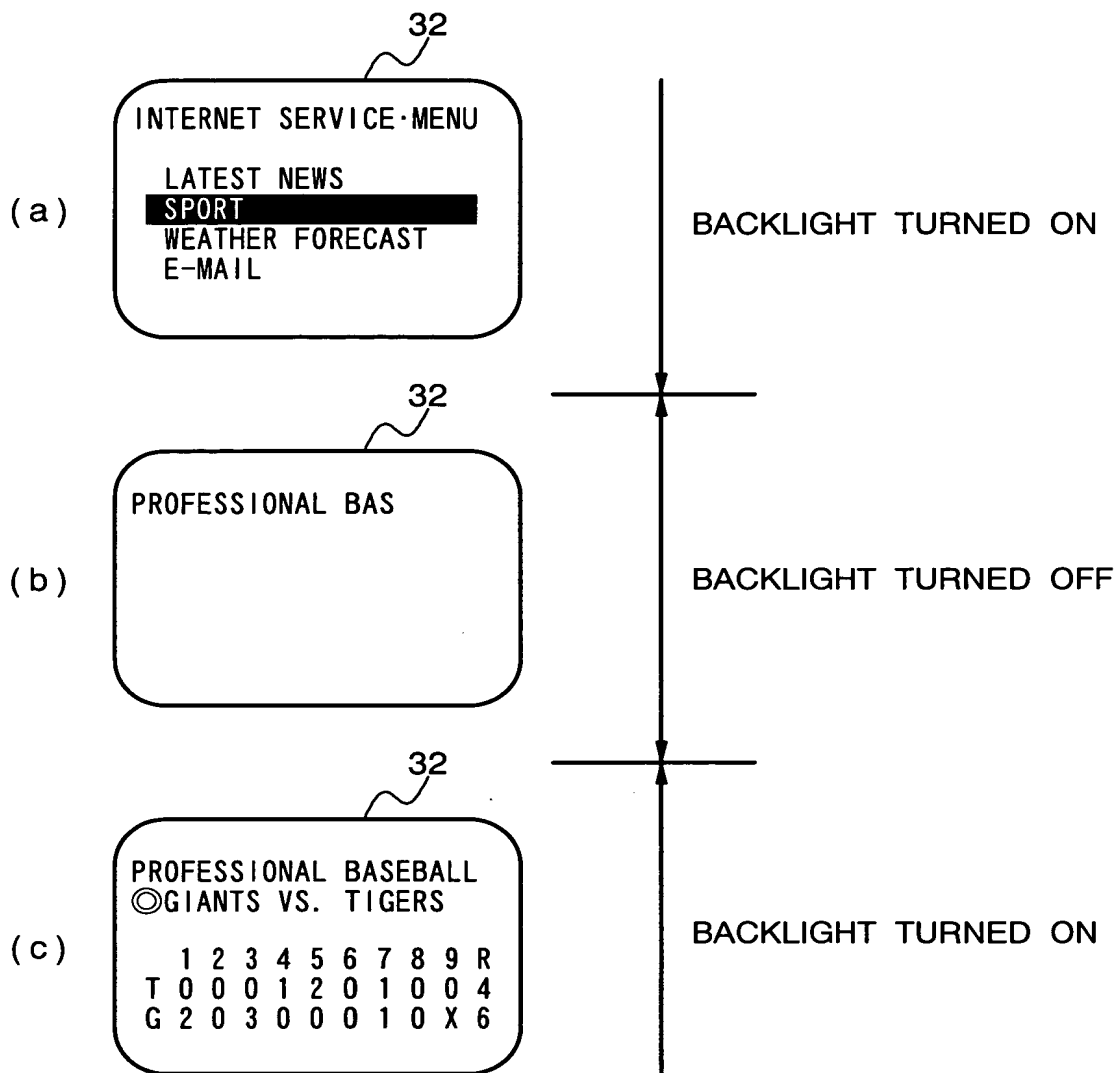 32
INTERNET SERVICE·MENU
LATEST NEWS
SPORT
WEATHER FORECAST
E-MAIL
(a)
BACKLIGHT TURNED ON
32
PROFESSIONAL BAS
(b)
BACKLIGHT TURNED OFF
32
PROFESSIONAL BASEBALL
◎GIANTS VS. TIGERS
1 2 3 4 5 6 7 8 9 R
T 0 0 0 1 2 0 1 0 0 4
G 2 0 3 0 0 0 1 0 X 6
(c)
BACKLIGHT TURNED ON